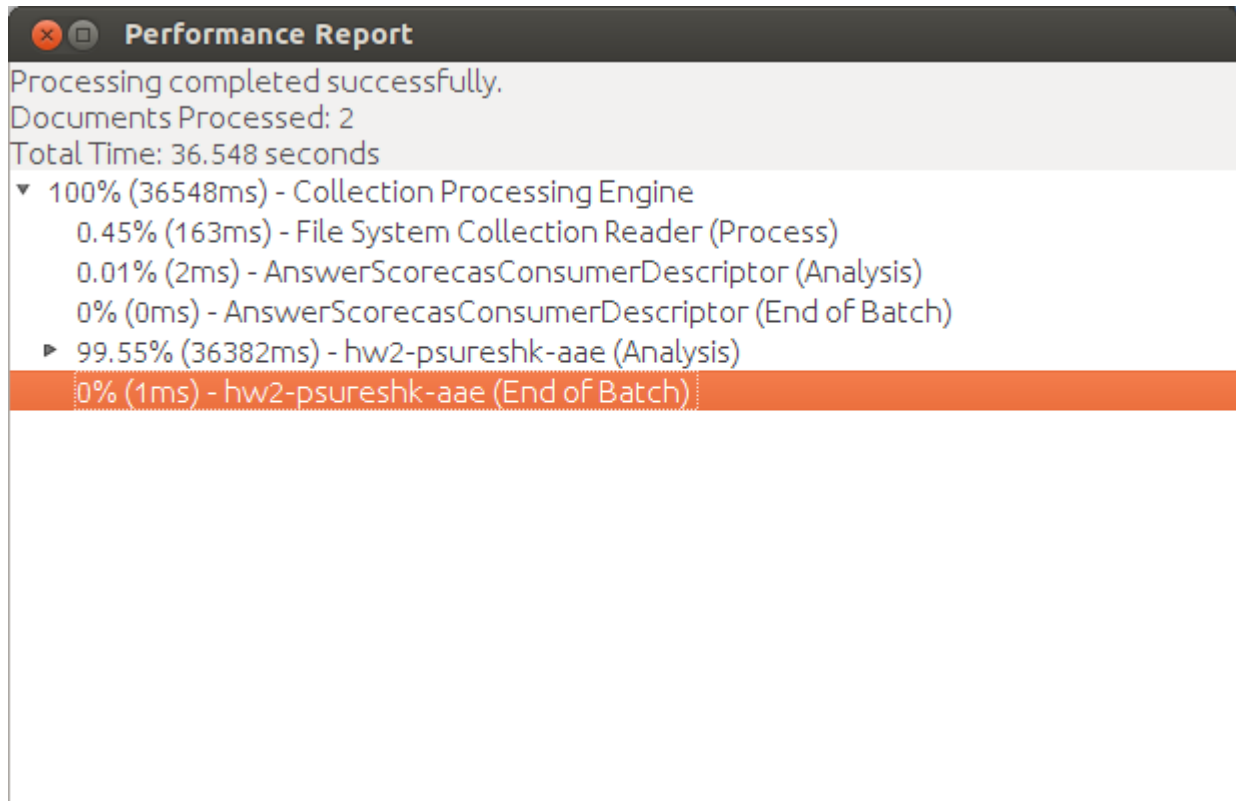 Performance Report
Processing completed successfully.
Documents Processed: 2
Total Time: 36.548 seconds
100% (36548ms) - Collection Processing Engine
0.45% (163ms) - File System Collection Reader (Process)
0.01% (2ms) - AnswerScorecasConsumerDescriptor (Analysis)
0% (0ms) - AnswerScorecasConsumerDescriptor (End of Batch)
99.55% (36382ms) - hw2-psureshk-aae (Analysis)
0% (1ms) - hw2-psureshk-aae (End of Batch)